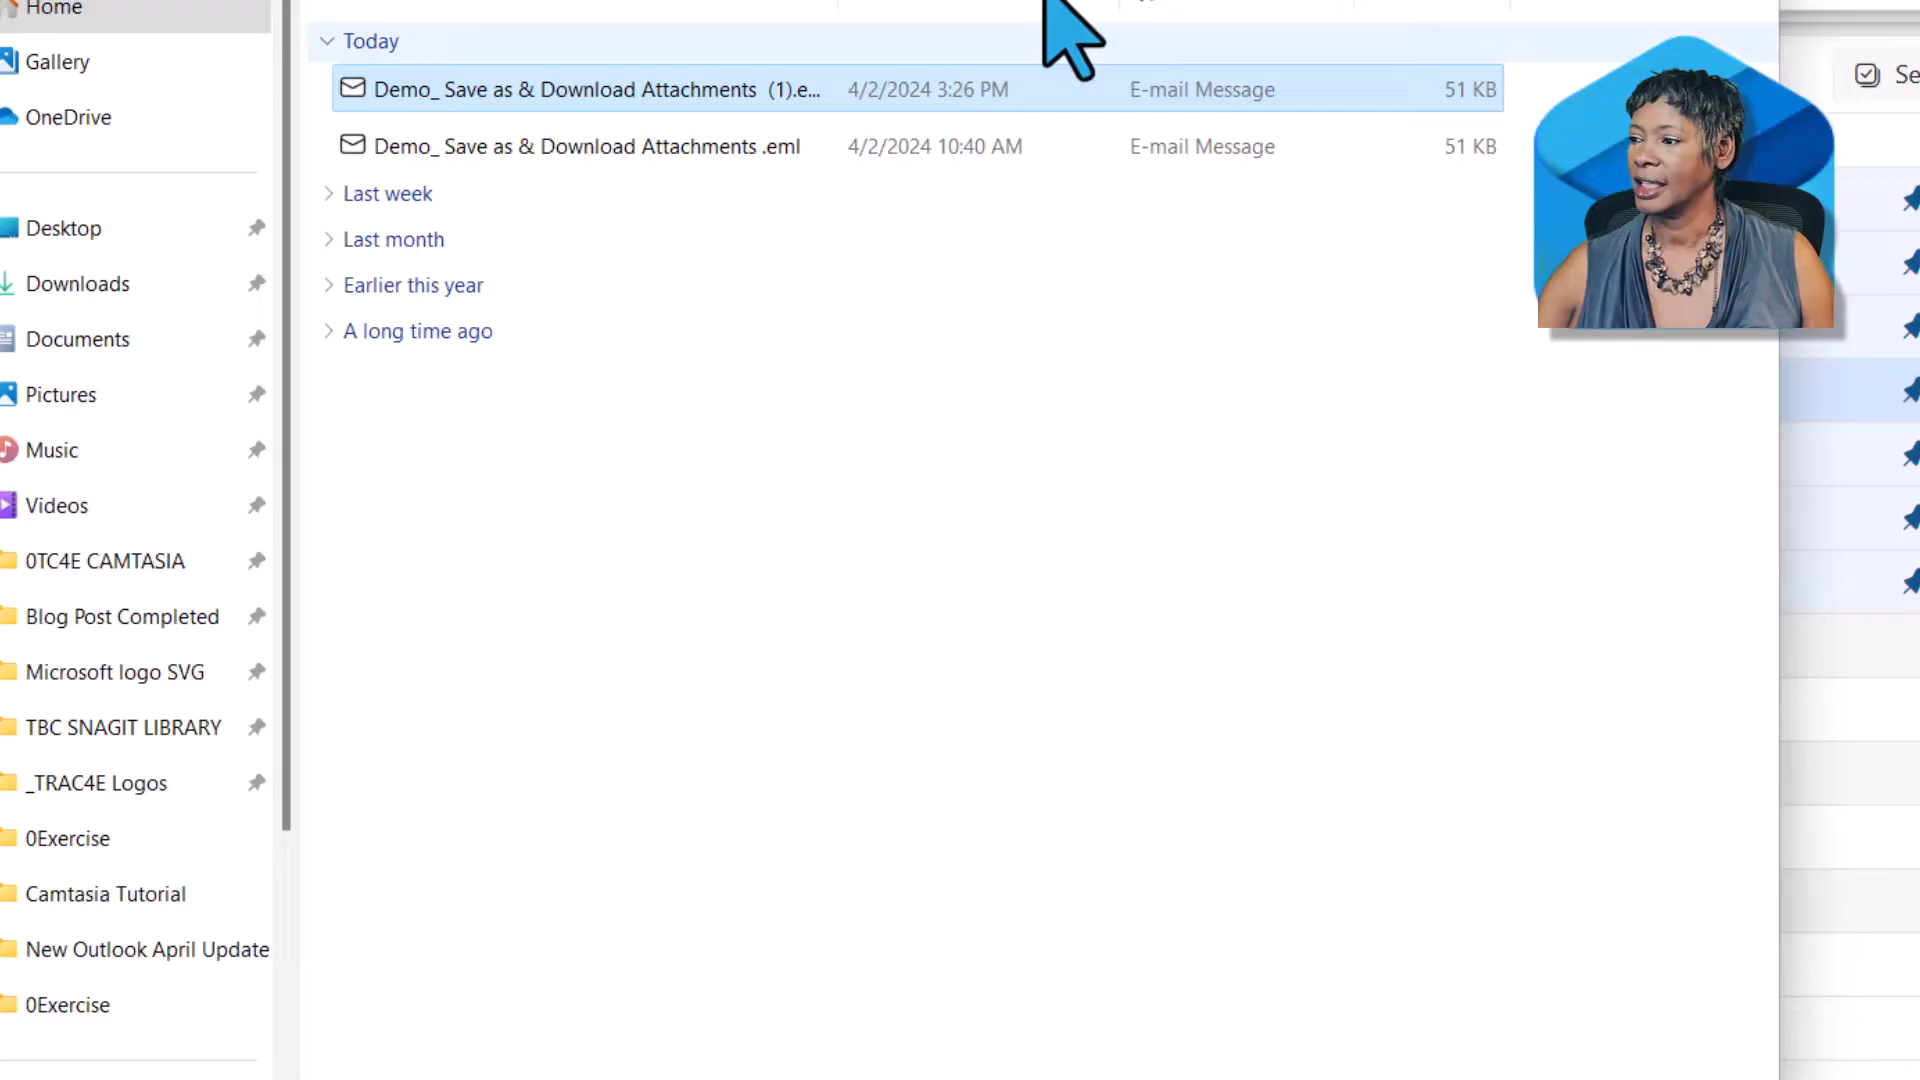 Home
Gallery
OneDrive
Desktop
Downloads
Documents
Pictures
Music
Videos
0TC4E CAMTASIA
Blog Post Completed
Microsoft logo SVG
TBC SNAGIT LIBRARY
_TRAC4E Logos
0Exercise
Camtasia Tutorial
New Outlook April Update
0Exercise
Today
Demo_ Save as & Download Attachments (1).e... 4/2/2024 3:26 PM E-mail Message 51 KB
Demo_ Save as & Download Attachments .eml 4/2/2024 10:40 AM E-mail Message 51 KB
Last week
Last month
Earlier this year
A long time ago